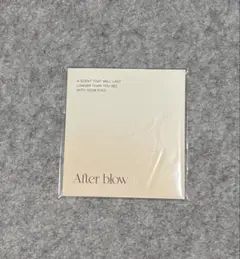 A SCENT THAT WILL LAST
LONGER THAN YOU SEE
WITH YOUR EYES
After blow